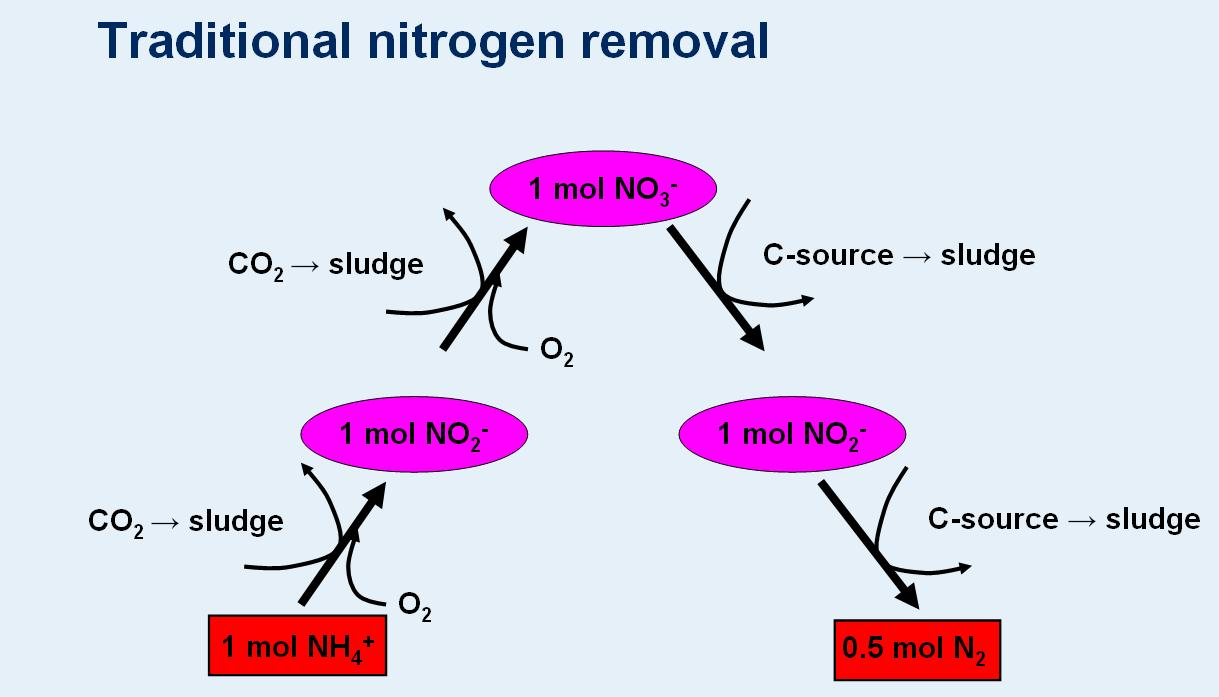 Traditional nitrogen removal
1 mol NO₃⁻
CO₂ → sludge
C-source → sludge
O₂
1 mol NO₂⁻
1 mol NO₂⁻
CO₂ → sludge
C-source → sludge
O₂
1 mol NH₄⁺
0.5 mol N₂